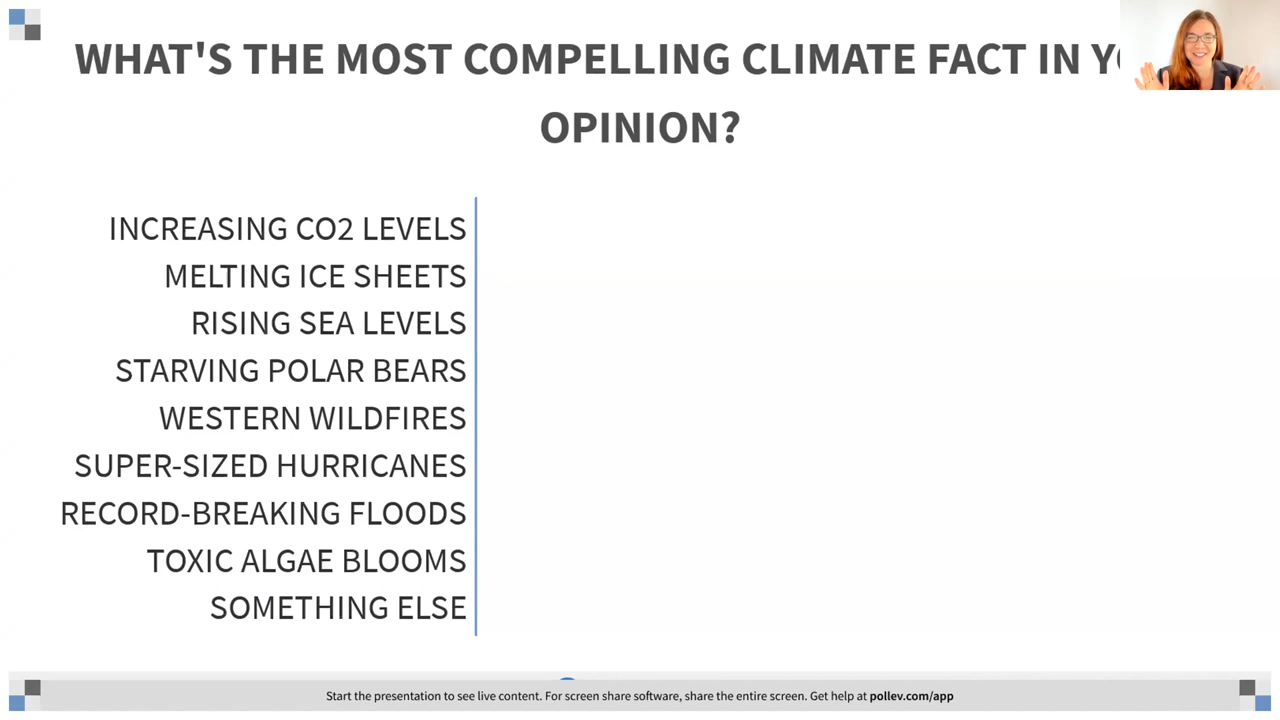 WHAT'S THE MOST COMPELLING CLIMATE FACT IN
OPINION?
INCREASING CO2 LEVELS
MELTING ICE SHEETS
RISING SEA LEVELS
STARVING POLAR BEARS
WESTERN WILDFIRES
SUPER-SIZED HURRICANES
RECORD-BREAKING FLOODS
TOXIC ALGAE BLOOMS
SOMETHING ELSE
Start the presentation to see live content. For screen share software, share the entire screen. Get help at pollev.com/app